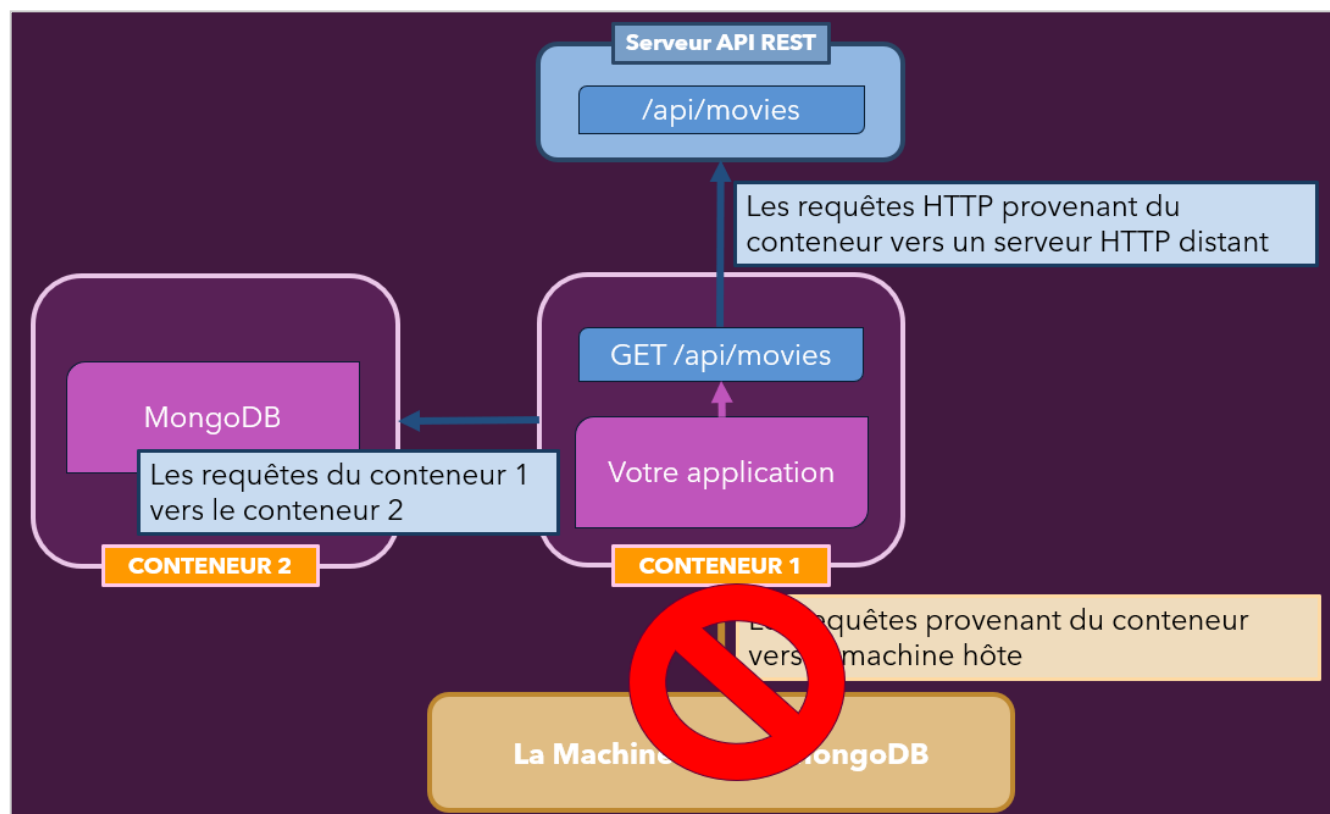 Serveur API REST
/api/movies
Les requêtes HTTP provenant du
conteneur vers un serveur HTTP distant
GET /api/movies
MongoDB
Votre application
Les requêtes du conteneur 1
vers le conteneur 2
CONTENEUR 2
CONTENEUR 1
requêtes provenant du conteneur
machine hôte
La Machine